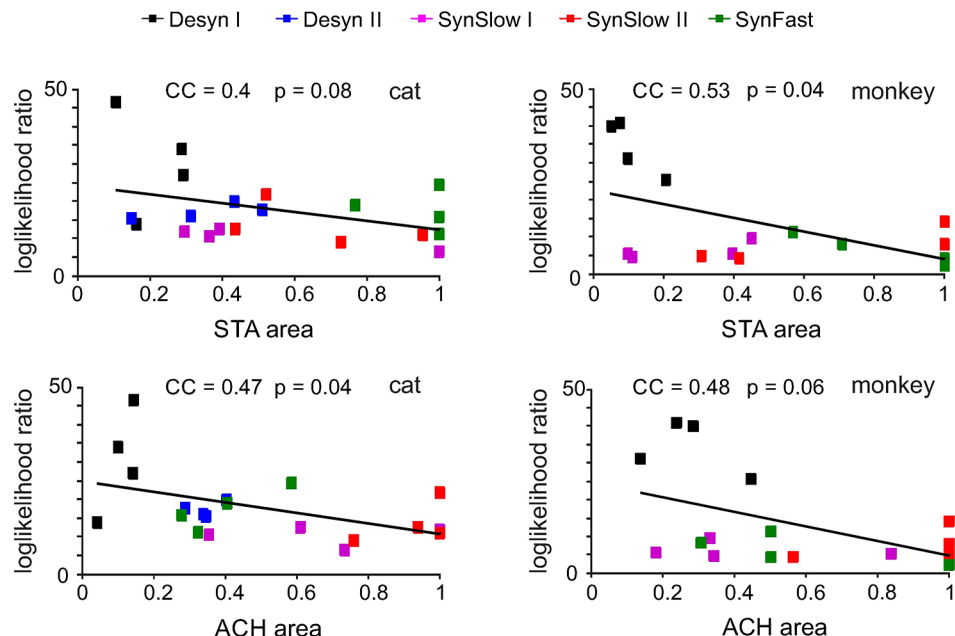 Desyn I Desyn II SynSlow I SynSlow II SynFast
50 CC = 0.4 p = 0.08 cat
loglikelihood ratio
0
0 0.2 0.4 0.6 0.8 1
STA area
50 CC = 0.53 p = 0.04 monkey
loglikelihood ratio
0
0 0.2 0.4 0.6 0.8 1
STA area
50 CC = 0.47 p = 0.04 cat
loglikelihood ratio
0
0 0.2 0.4 0.6 0.8 1
ACH area
50 CC = 0.48 p = 0.06 monkey
loglikelihood ratio
0
0 0.2 0.4 0.6 0.8 1
ACH area